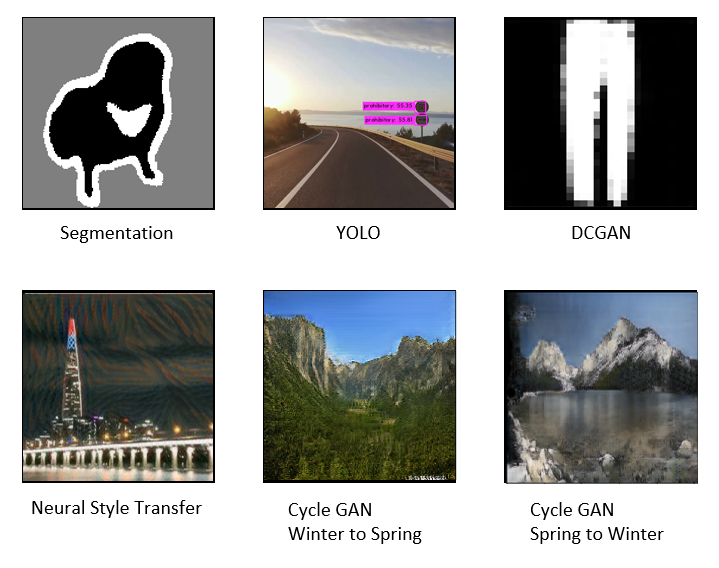 prohibitory: 55.35
prohibitory: 55.81
Segmentation
YOLO
DCGAN
Neural Style Transfer
Cycle GAN
Winter to Spring
Cycle GAN
Spring to Winter